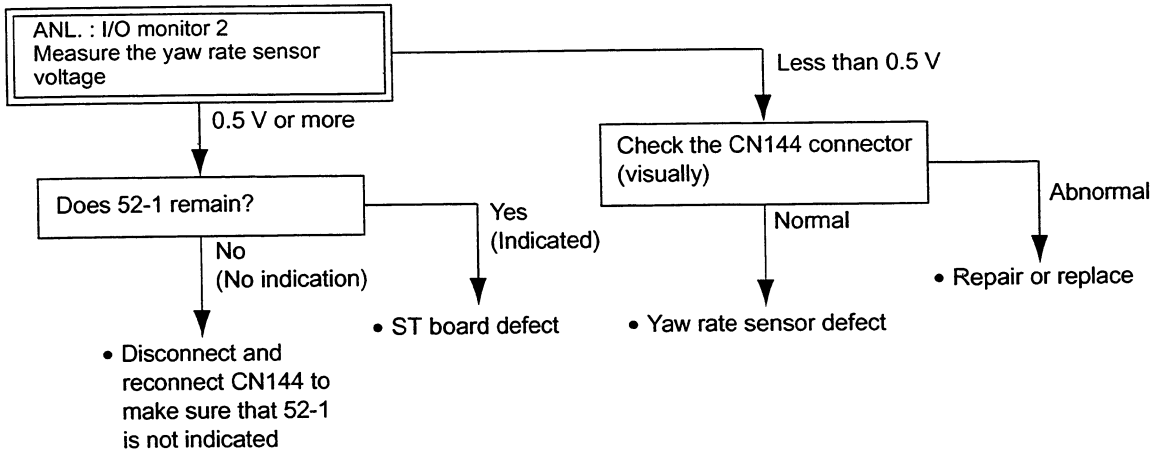 ANL. : I/O monitor 2
Measure the yaw rate sensor
voltage
Less than 0.5 V
0.5 V or more
Check the CN144 connector
(visually)
Does 52-1 remain?
Yes
(Indicated)
Normal
Abnormal
No
(No indication)
• Repair or replace
• ST board defect
• Yaw rate sensor defect
• Disconnect and
reconnect CN144 to
make sure that 52-1
is not indicated